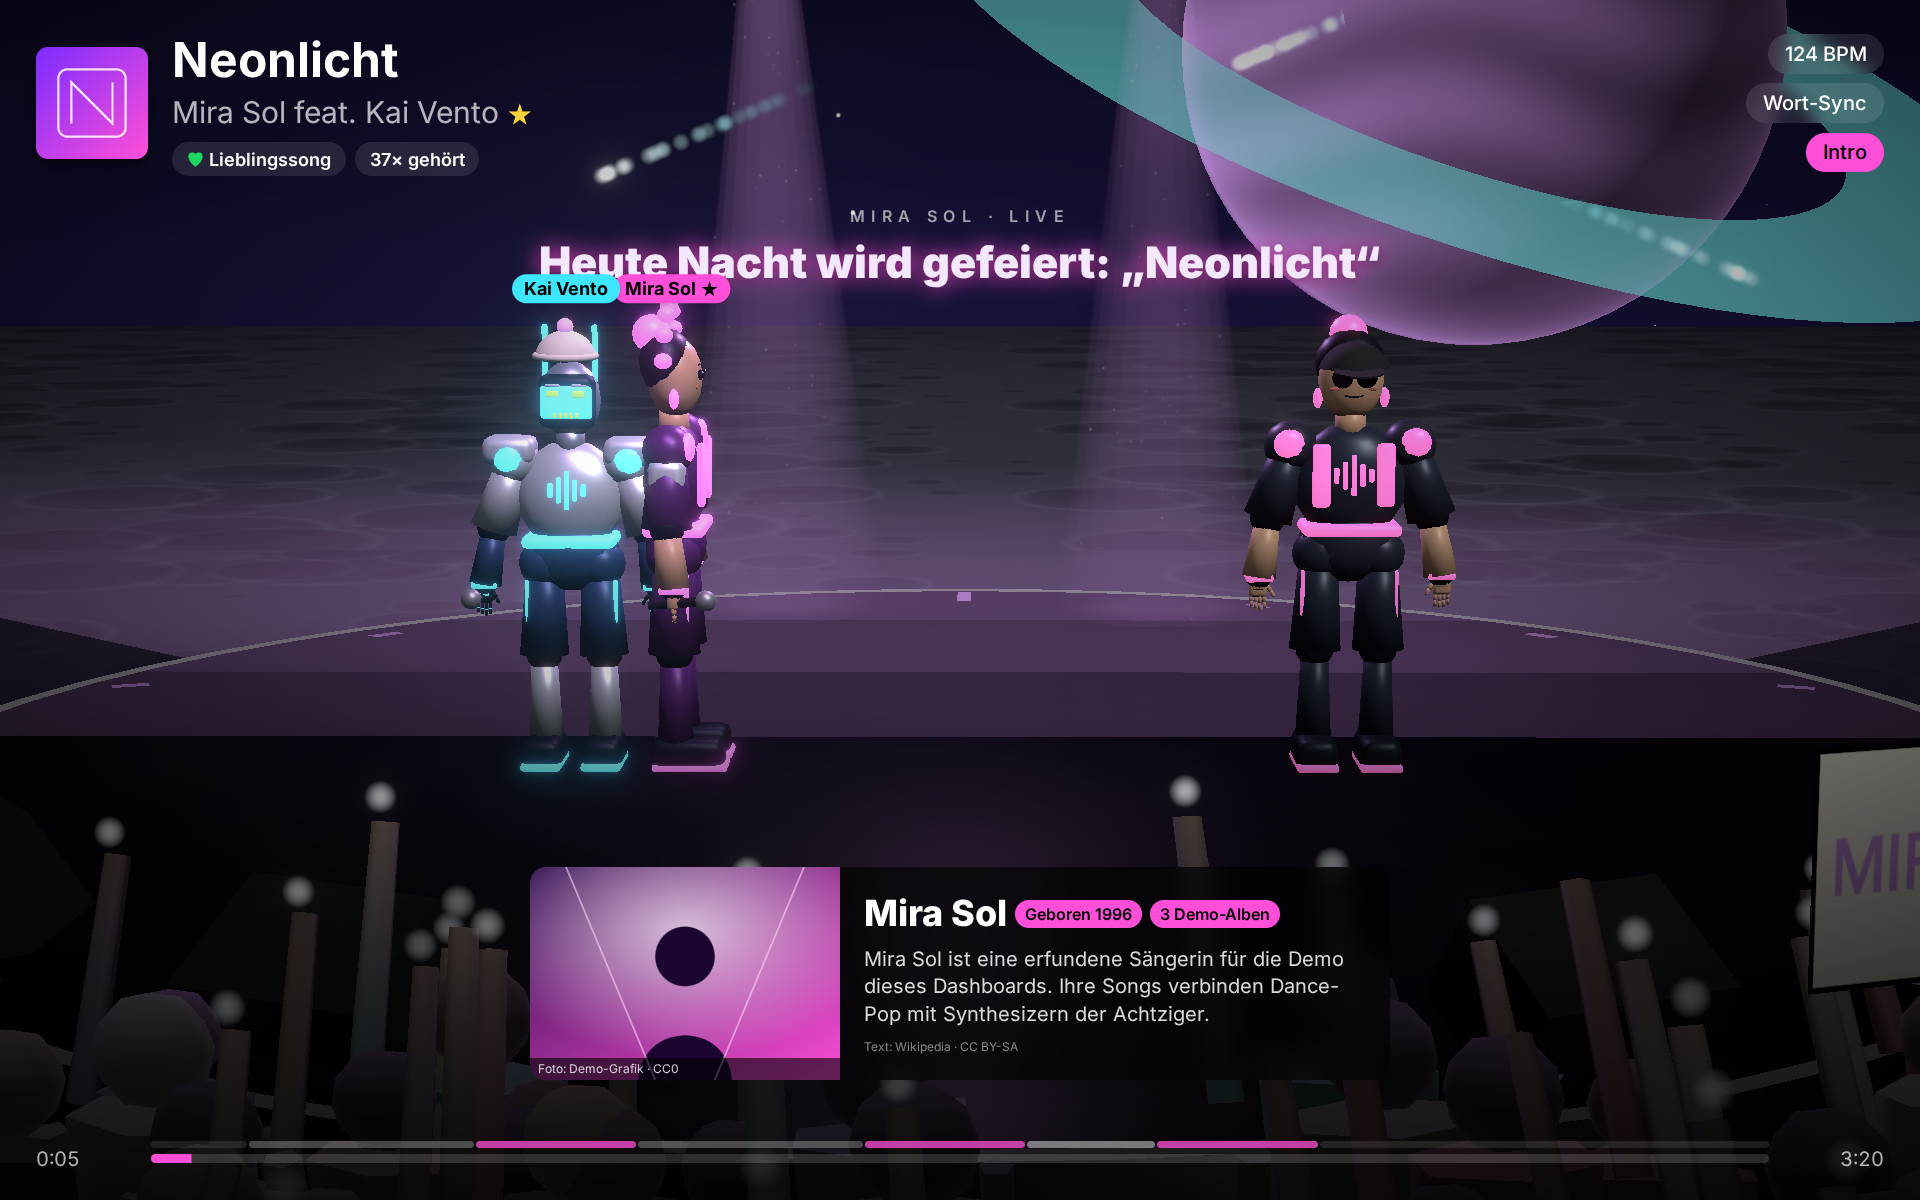 N
Neonlicht
Mira Sol feat. Kai Vento ★
Lieblingssong
37× gehört
124 BPM
Wort-Sync
Intro
MIRA SOL · LIVE
Heute Nacht wird gefeiert: „Neonlicht“
Kai Vento
Mira Sol ★
Mira Sol
Geboren 1996
3 Demo-Alben
Mira Sol ist eine erfundene Sängerin für die Demo
dieses Dashboards. Ihre Songs verbinden Dance-
Pop mit Synthesizern der Achtziger.
Text: Wikipedia · CC BY-SA
Foto: Demo-Grafik · CC0
0:05
3:20